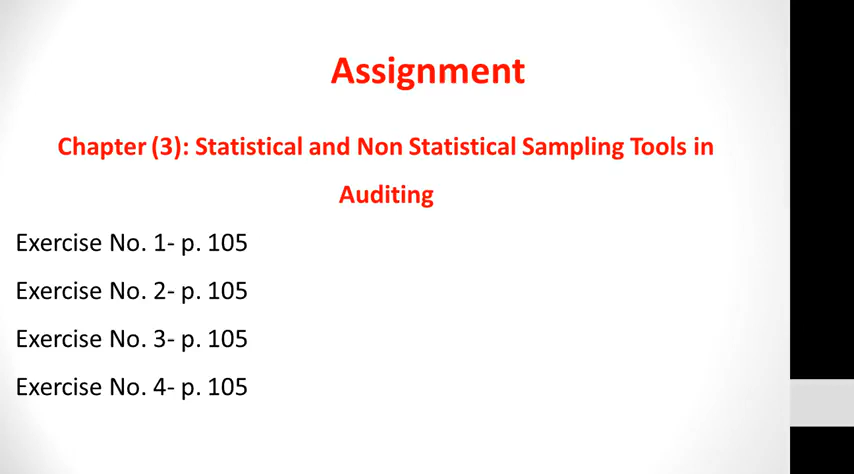 Assignment
Chapter (3): Statistical and Non Statistical Sampling Tools in
Auditing
Exercise No. 1- p. 105
Exercise No. 2- p. 105
Exercise No. 3- p. 105
Exercise No. 4- p. 105